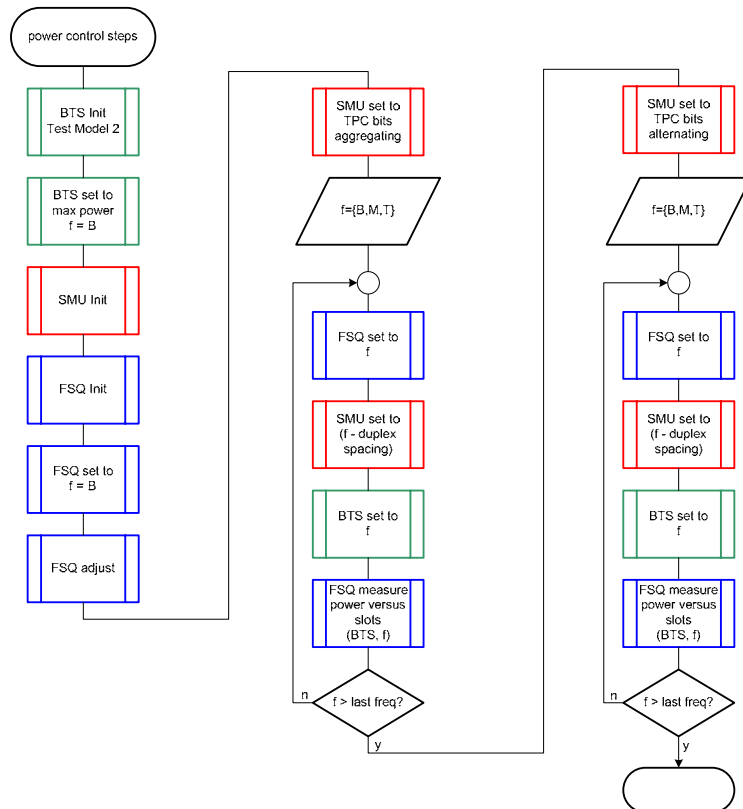 power control steps
BTS Init
Test Model 2
BTS set to
max power
f = B
SMU Init
FSQ Init
FSQ set to
f = B
FSQ adjust
SMU set to
TPC bits
aggregating
f={B,M,T}
FSQ set to
f
SMU set to
(f - duplex
spacing)
BTS set to
f
FSQ measure
power versus
slots
(BTS, f)
f > last freq?
n
y
SMU set to
TPC bits
alternating
f={B,M,T}
FSQ set to
f
SMU set to
(f - duplex
spacing)
BTS set to
f
FSQ measure
power versus
slots
(BTS, f)
f > last freq?
n
y